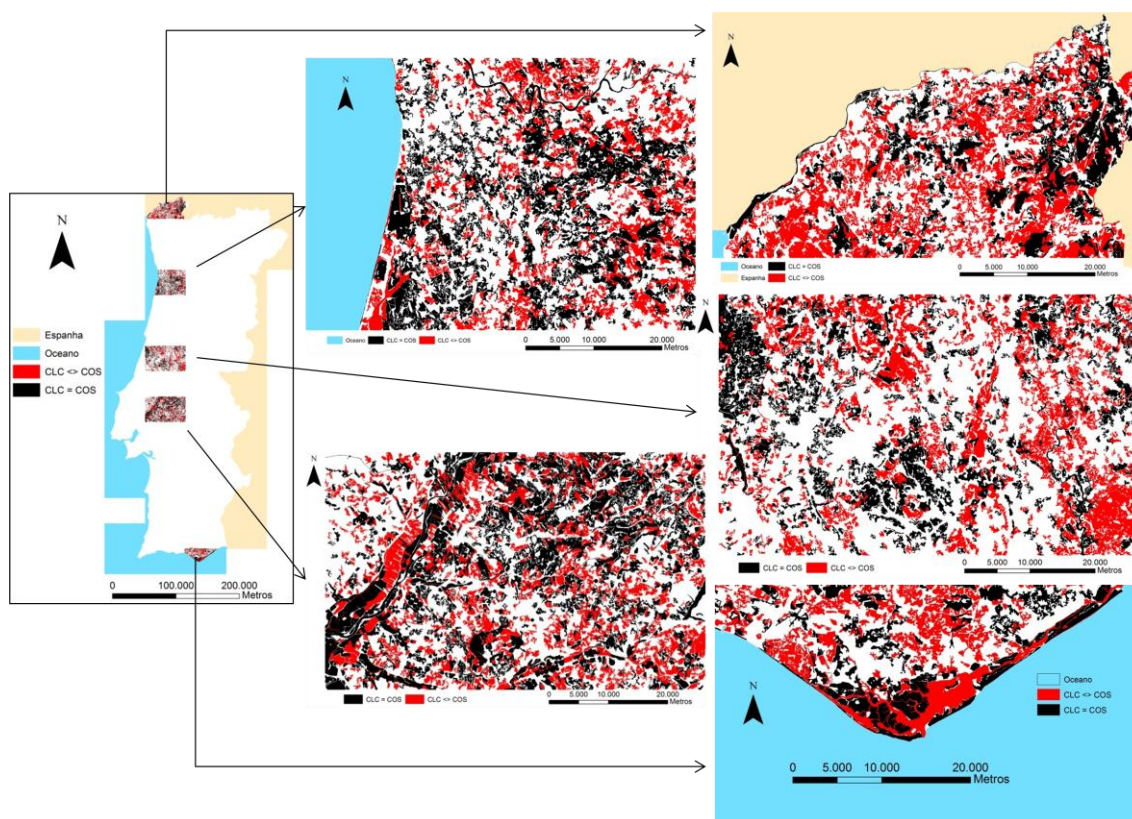 N
Espanha
Oceano
CLC <> COS
CLC = COS
0 100.000 200.000
Metros
N
Oceano CLC = COS CLC <> COS
0 5.000 10.000 20.000
Metros
N
Oceano CLC = COS
Espanha CLC <> COS
0 5.000 10.000 20.000
Metros
N
CLC = COS CLC <> COS
0 5.000 10.000 20.000
Metros
N
CLC = COS CLC <> COS
0 5.000 10.000 20.000
Metros
N
Oceano
CLC <> COS
CLC = COS
0 5.000 10.000 20.000
Metros